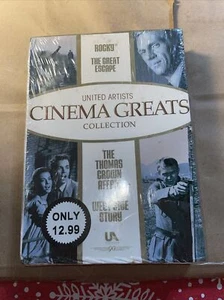 ROCKY
THE GREAT
ESCAPE
UNITED ARTISTS
CINEMA GREATS
COLLECTION
THE
THOMAS
CROWN
AFFAIR
WEST SIDE
STORY
ONLY
12.99
UA